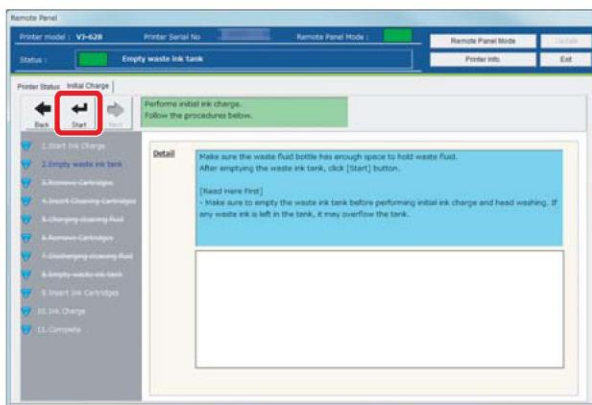 Remote Panel
Printer model : VJ-628 Printer Serial No Remote Panel Mode :
Remote Panel Mode Update
Status : Empty waste ink tank
Printer Info. Exit
Printer Status Initial Charge
Back Start Next
Performs initial ink charge.
Follow the procedures below.
1.Start Ink Charge
2.Empty waste ink tank
3.Remove Cartridges
4.Insert Cleaning Cartridges
5.Charging cleaning fluid
6.Remove Cartridges
7.Discharging cleaning fluid
8.Empty waste ink tank
9.Insert Ink Cartridges
10.Ink Charge
11.Complete
Detail
Make sure the waste fluid bottle has enough space to hold waste fluid.
After emptying the waste ink tank, click [Start] button.
[Read Here First]
- Make sure to empty the waste ink tank before performing initial ink charge and head washing. If
any waste ink is left in the tank, it may overflow the tank.